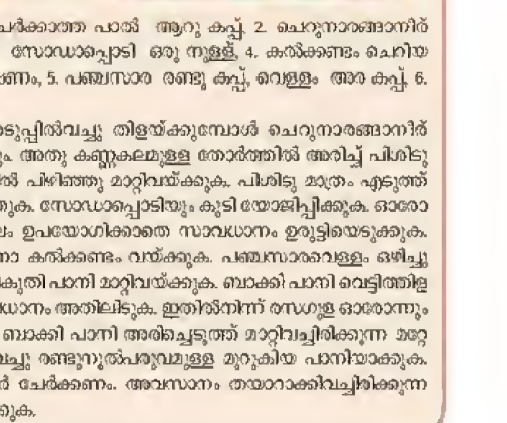 ചേർക്കാത്ത പാൽ ആറു കപ്പ്, 2. ചെറുനാരങ്ങാനീര്
സോഡാപ്പൊടി ഒരു നുള്ള്, 4. കൽക്കണ്ടം ചെറിയ
5. പഞ്ചസാര രണ്ടു കപ്പ്, വെള്ളം അര കപ്പ്, 6.
തിളയ്ക്കുമ്പോൾ ചെറുനാരങ്ങാനീര്
അതു കണ്ണകലമുള്ള തോർത്തിൽ അരിച്ച് പിശിടു
പിഴിഞ്ഞു മാറ്റിവയ്ക്കുക. പിശിടു മാത്രം എടുത്ത്
സോഡാപ്പൊടിയും കൂടി യോജിപ്പിക്കുക. ഓരോ
ഉപയോഗിക്കാതെ സാവധാനം ഉരുട്ടിയെടുക്കുക.
കൽക്കണ്ടം വയ്ക്കുക. പഞ്ചസാരവെള്ളം ഒഴിച്ചു
പാനി മാറ്റിവയ്ക്കുക. ബാക്കി പാനി വെട്ടിത്തിള
അതിലിടുക. ഇതിൽനിന്ന് രസഗുള ഓരോന്നും
ബാക്കി പാനി അരിച്ചെടുത്ത് മാറ്റിവച്ചിരിക്കുന്ന മറ്റേ
രണ്ടുനൂൽപരുവമുള്ള മുറുകിയ പാനിയാക്കുക.
ചേർക്കണം. അവസാനം തയാറാക്കിവച്ചിരിക്കുന്ന